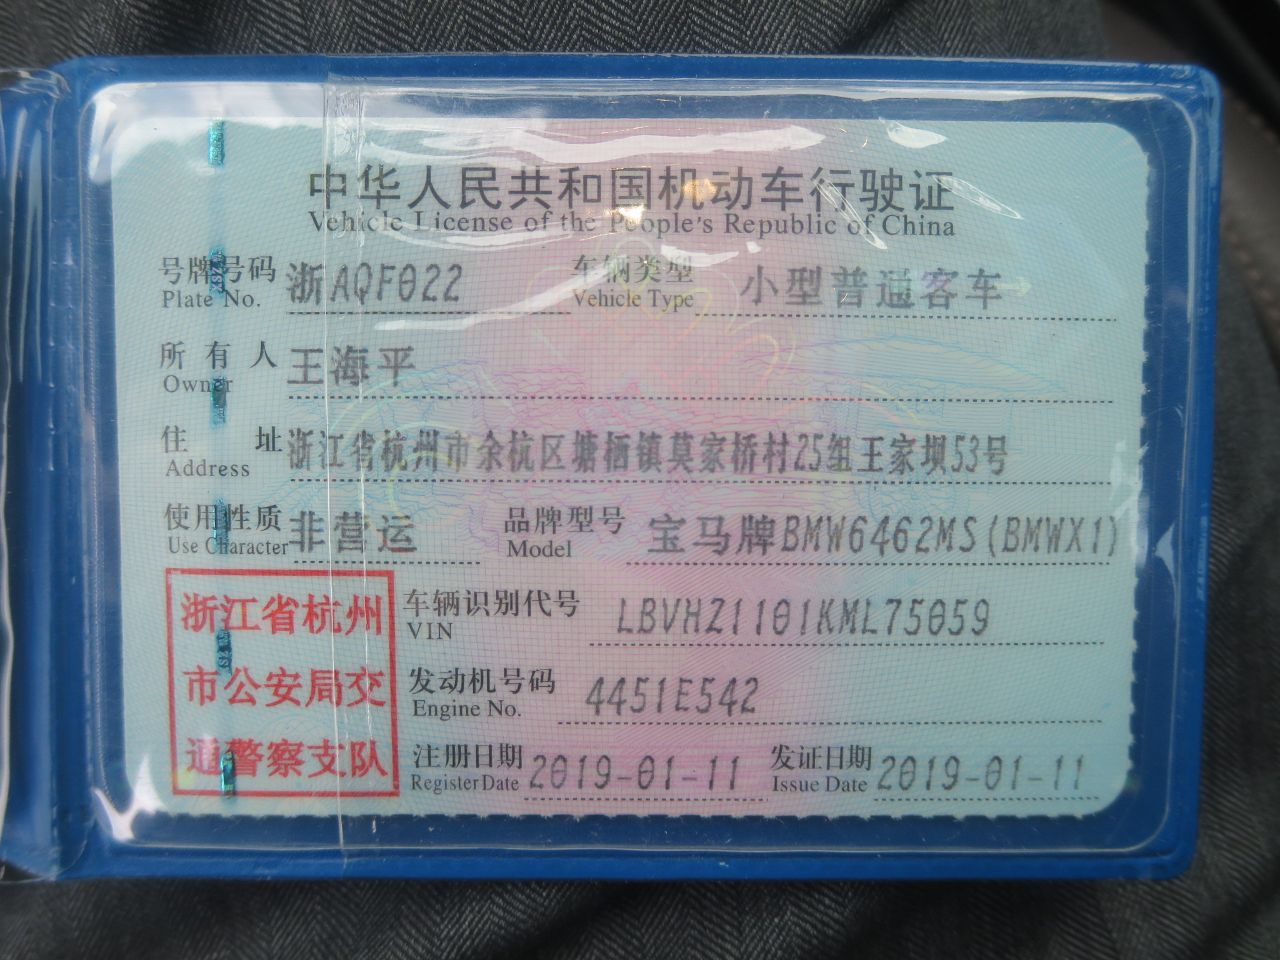 中华人民共和国机动车行驶证
Vehicle License of the People's Republic of China
号牌号码 浙AQF022 车辆类型 小型普通客车
Plate No. Vehicle Type
所有人 王海平
Owner
住址 浙江省杭州市余杭区塘栖镇莫家桥村25组王家坝53号
Address
使用性质 非营运 品牌型号 宝马牌BMW6462MS(BMWX1)
Use Character Model
浙江省杭州
市公安局交
通警察支队
车辆识别代号 LBVHZ1101KML75059
VIN
发动机号码 4451E542
Engine No.
注册日期 2019-01-11 发证日期 2019-01-11
Register Date Issue Date